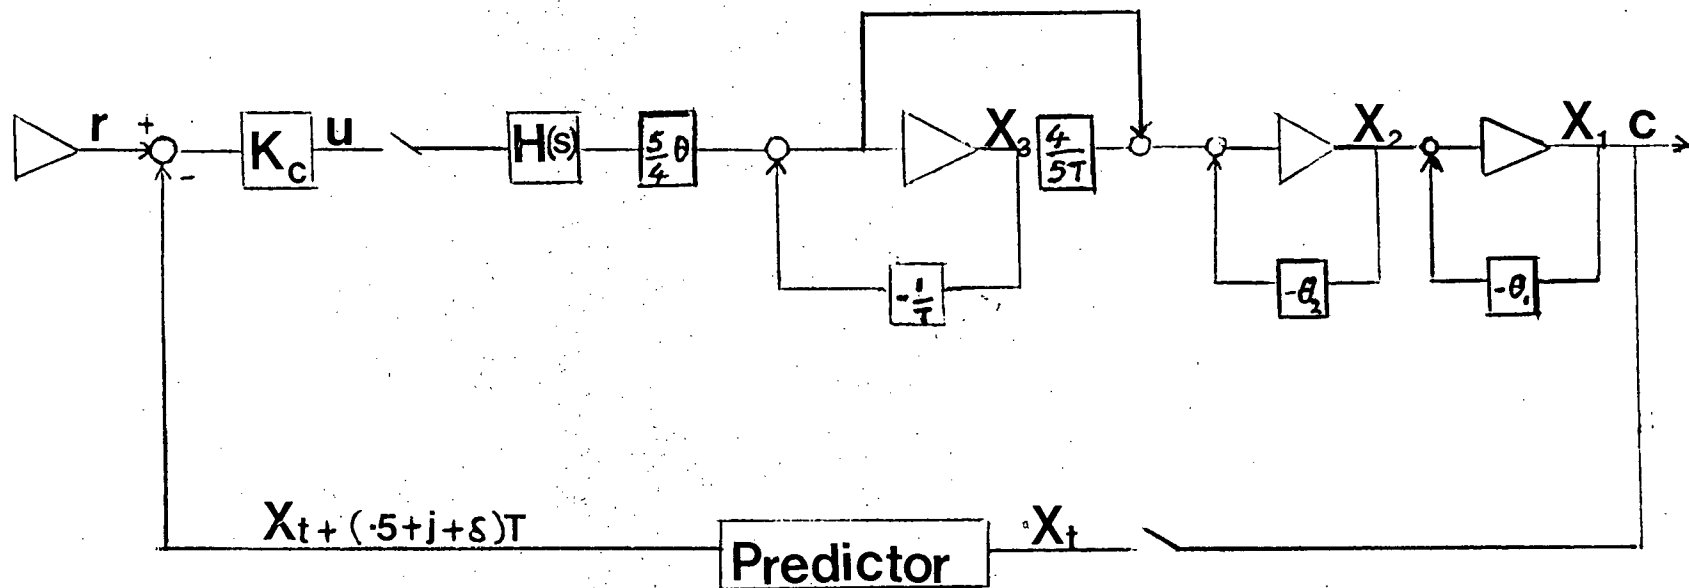 r + - K_c u H(s) 5/4 θ X_3 4/5T X_2 X_1 C
-1/T -θ_2 -θ_1
X_t+(·5+j+δ)T Predictor X_t